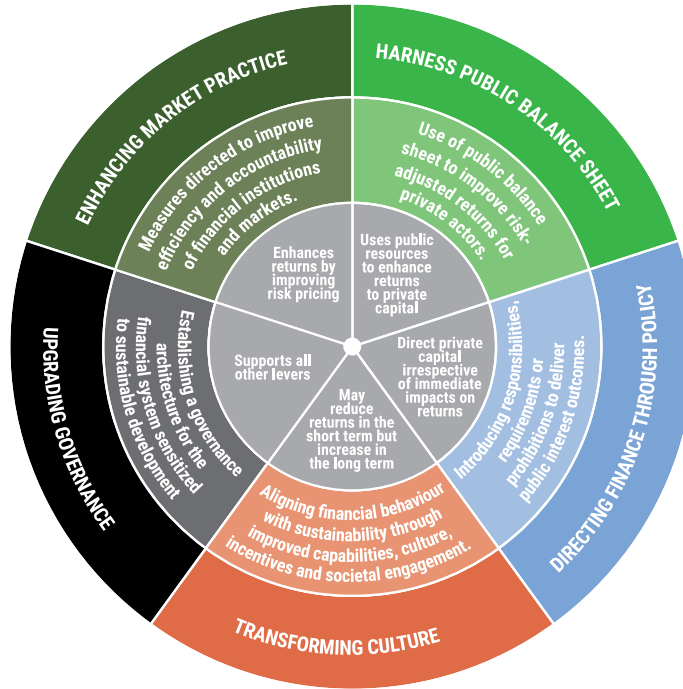 ENHANCING MARKET PRACTICE
Measures directed to improve
efficiency and accountability
of financial institutions
and markets.
Enhances
returns by
improving
risk pricing
HARNESS PUBLIC BALANCE SHEET
Use of public balance
sheet to improve risk-
adjusted returns for
private actors.
Uses public
resources
to enhance
returns
to private
capital
DIRECTING FINANCE THROUGH POLICY
Introducing responsibilities,
requirements or
prohibitions to deliver
public interest outcomes.
Direct private
capital
irrespective
of immediate
impacts on
returns
TRANSFORMING CULTURE
Aligning financial behaviour
with sustainability through
improved capabilities, culture,
incentives and societal engagement.
May
reduce
returns in the
short term but
increase in
the long term
UPGRADING GOVERNANCE
Establishing a governance
architecture for the
financial system sensitized
to sustainable development
Supports all
other levers